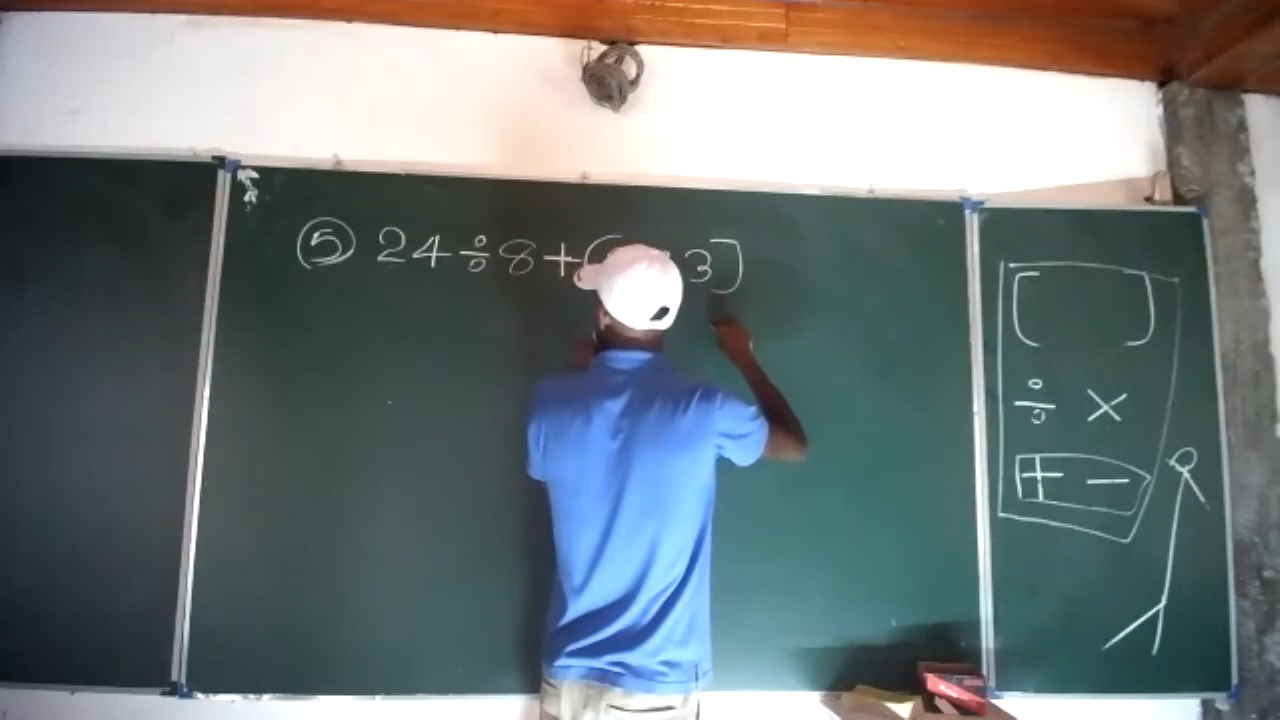 ⑤ 24÷8+( 3]
[ ]
÷ ×
+ −